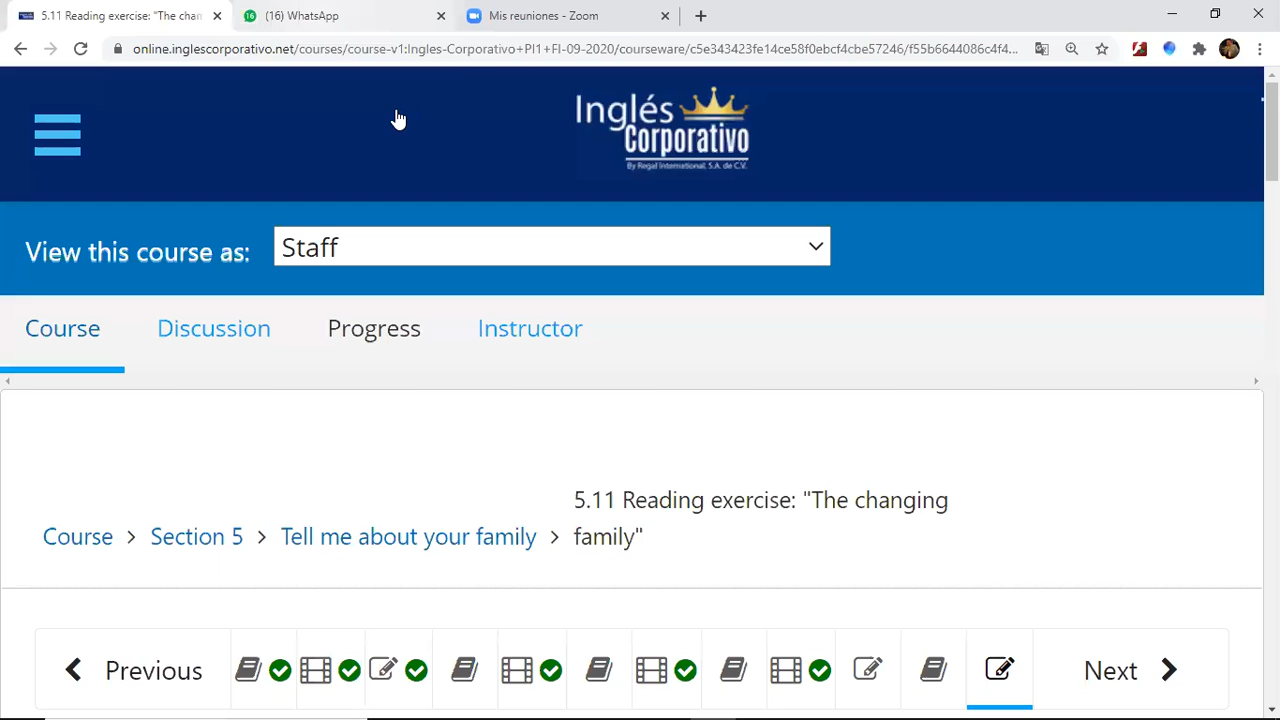 5.11 Reading exercise: "The chan
(16) WhatsApp
Mis reuniones - Zoom
online.inglescorporativo.net/courses/course-v1:Ingles-Corporativo+PI1+FI-09-2020/courseware/c5e343423fe14ce58f0ebcf4cbe57246/f55b6644086c4f4...
Inglés
Corporativo
By Regal International, S.A. de C.V.
View this course as: Staff
Course Discussion Progress Instructor
5.11 Reading exercise: "The changing
Course > Section 5 > Tell me about your family > family"
Previous Next